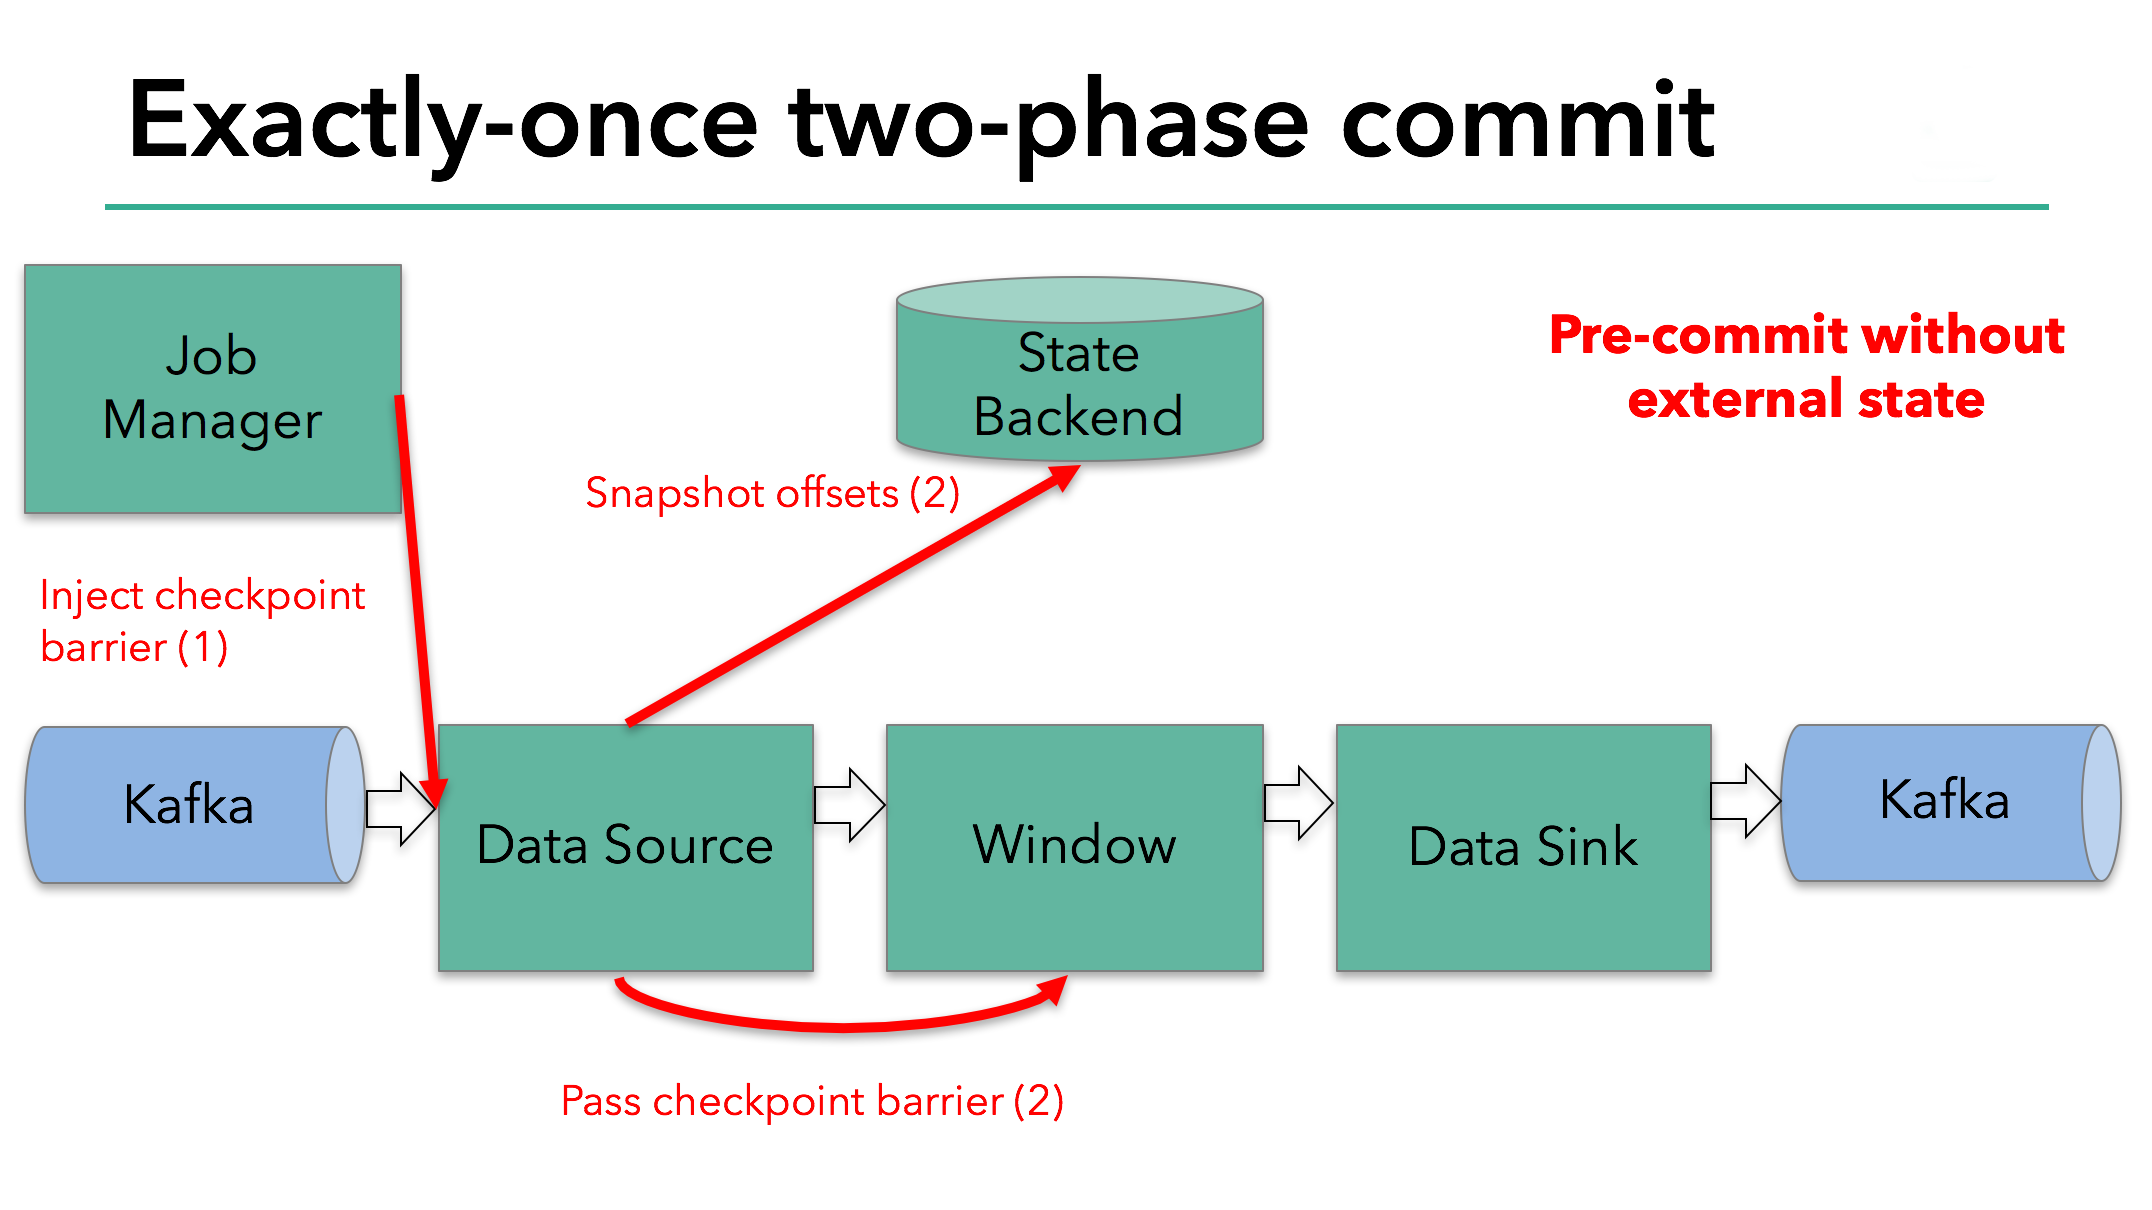 Exactly-once two-phase commit
Job
Manager
State
Backend
Pre-commit without
external state
Snapshot offsets (2)
Inject checkpoint
barrier (1)
Kafka
Data Source
Window
Data Sink
Kafka
Pass checkpoint barrier (2)